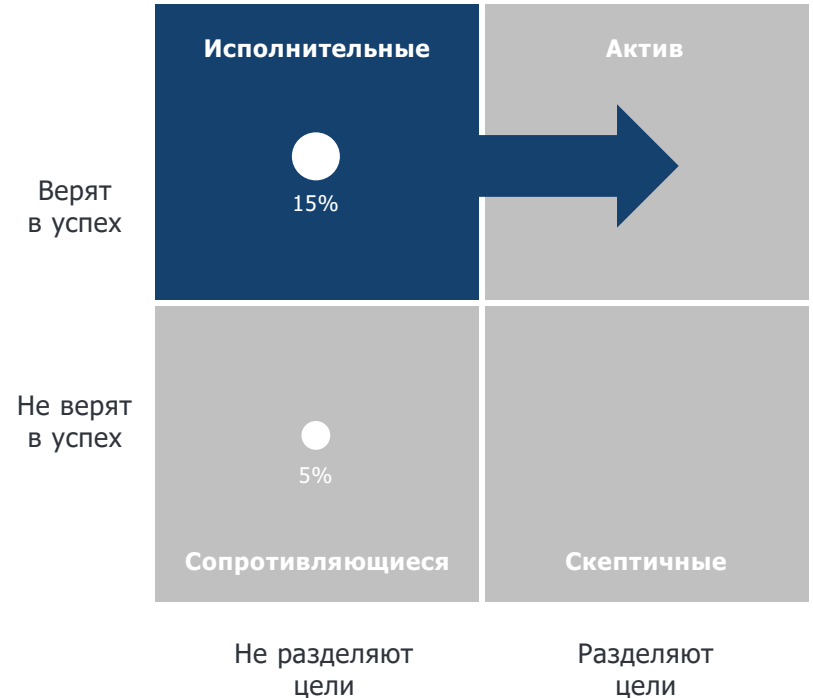 Исполнительные
Актив
Верят
в успех
15%
Не верят
в успех
5%
Сопротивляющиеся
Скептичные
Не разделяют
цели
Разделяют
цели